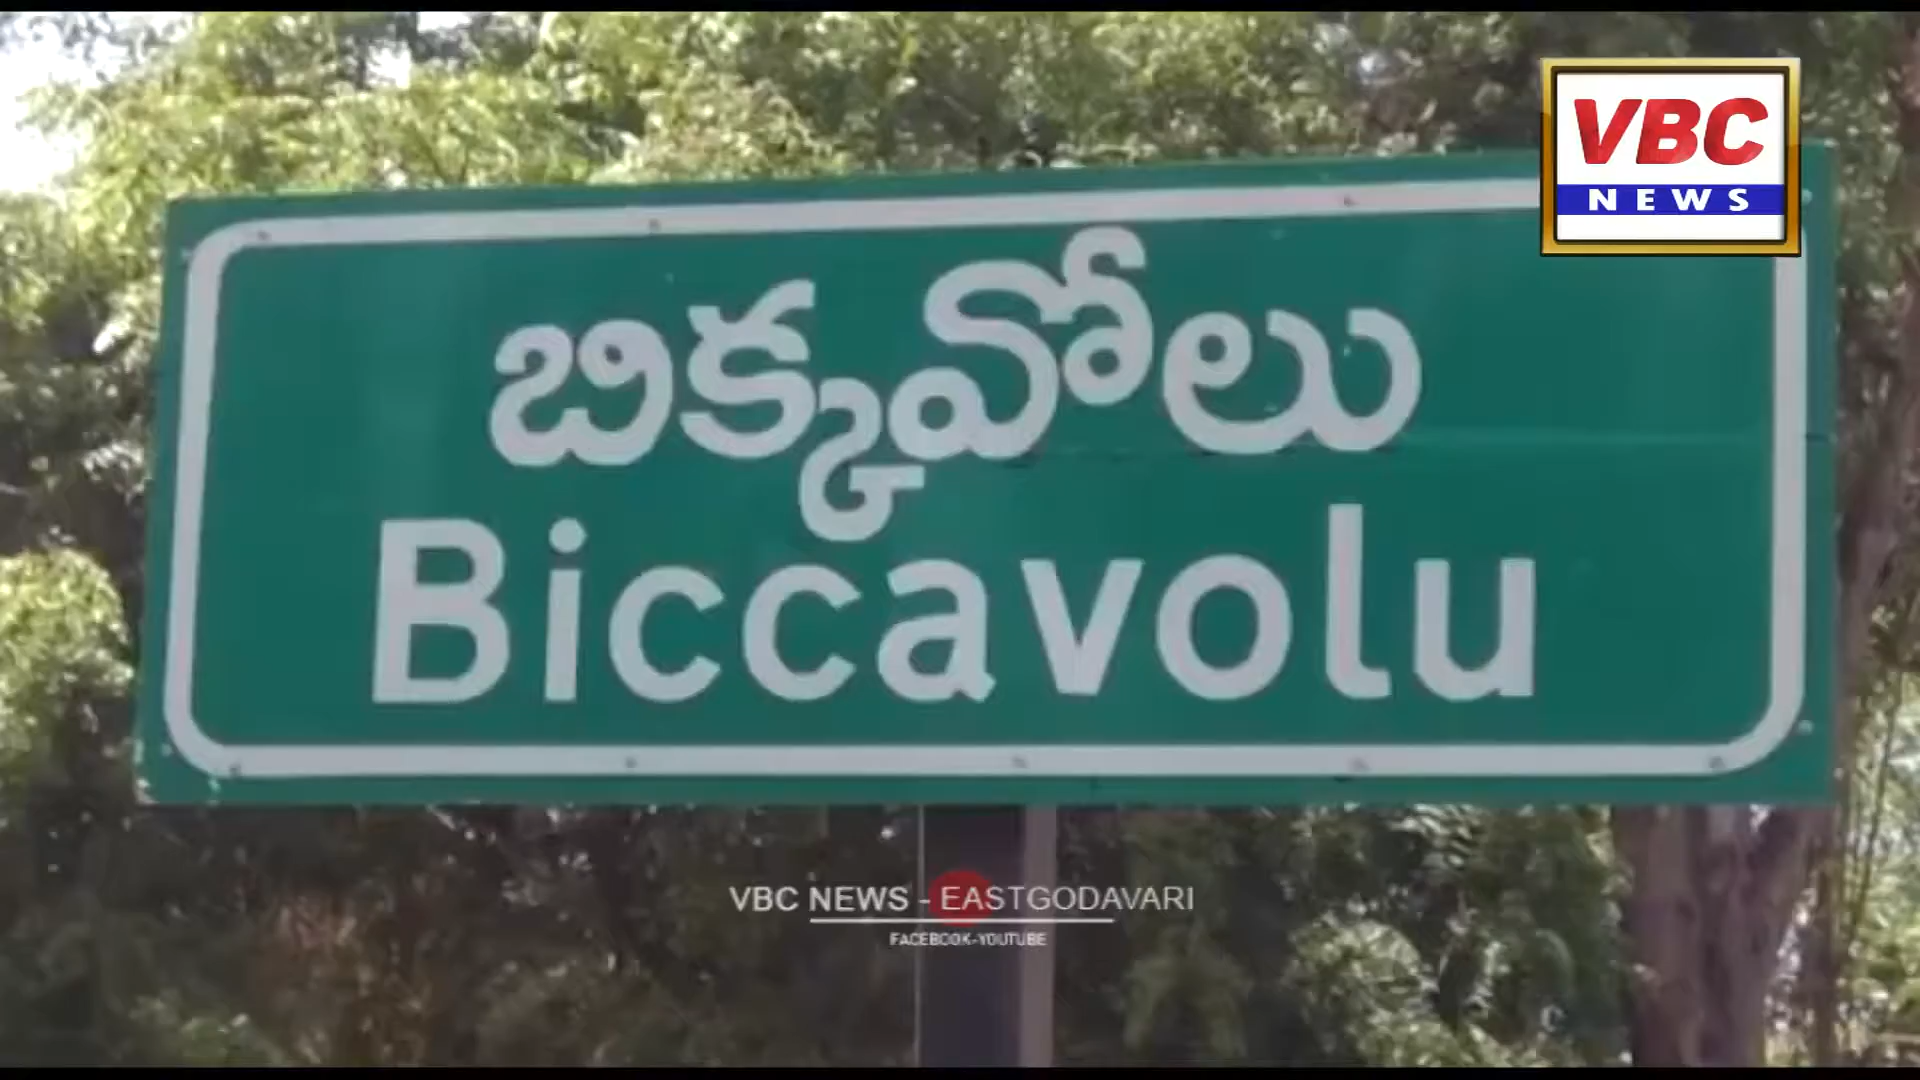 VBC
NEWS
బిక్కవోలు
Biccavolu
VBC NEWS - EASTGODAVARI
FACEBOOK-YOUTUBE